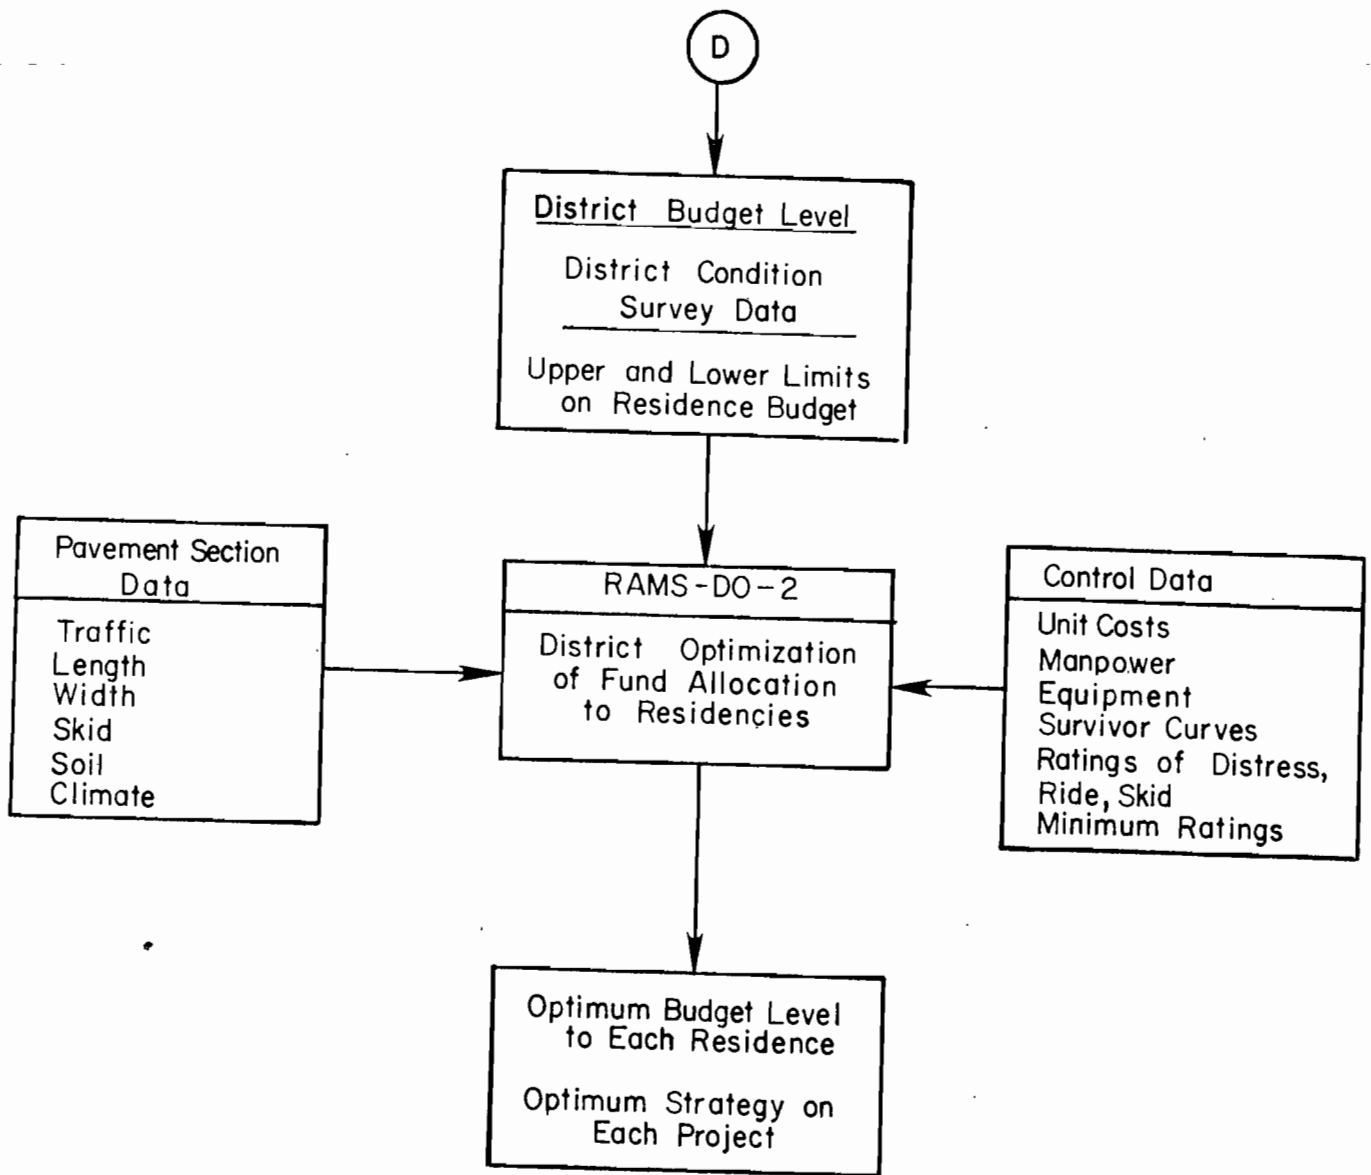 D
District Budget Level
District Condition
Survey Data
Upper and Lower Limits
on Residence Budget
Pavement Section
Data
Traffic
Length
Width
Skid
Soil
Climate
RAMS-DO-2
District Optimization
of Fund Allocation
to Residencies
Control Data
Unit Costs
Manpower
Equipment
Survivor Curves
Ratings of Distress,
Ride, Skid
Minimum Ratings
Optimum Budget Level
to Each Residence
Optimum Strategy on
Each Project